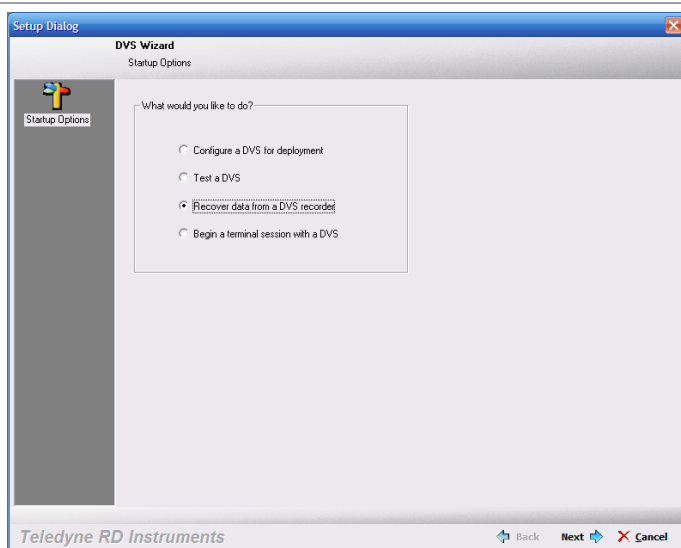 Setup Dialog
DVS Wizard
Startup Options
Startup Options
What would you like to do?
Configure a DVS for deployment
Test a DVS
Recover data from a DVS recorder
Begin a terminal session with a DVS
Teledyne RD Instruments
Back Next Cancel